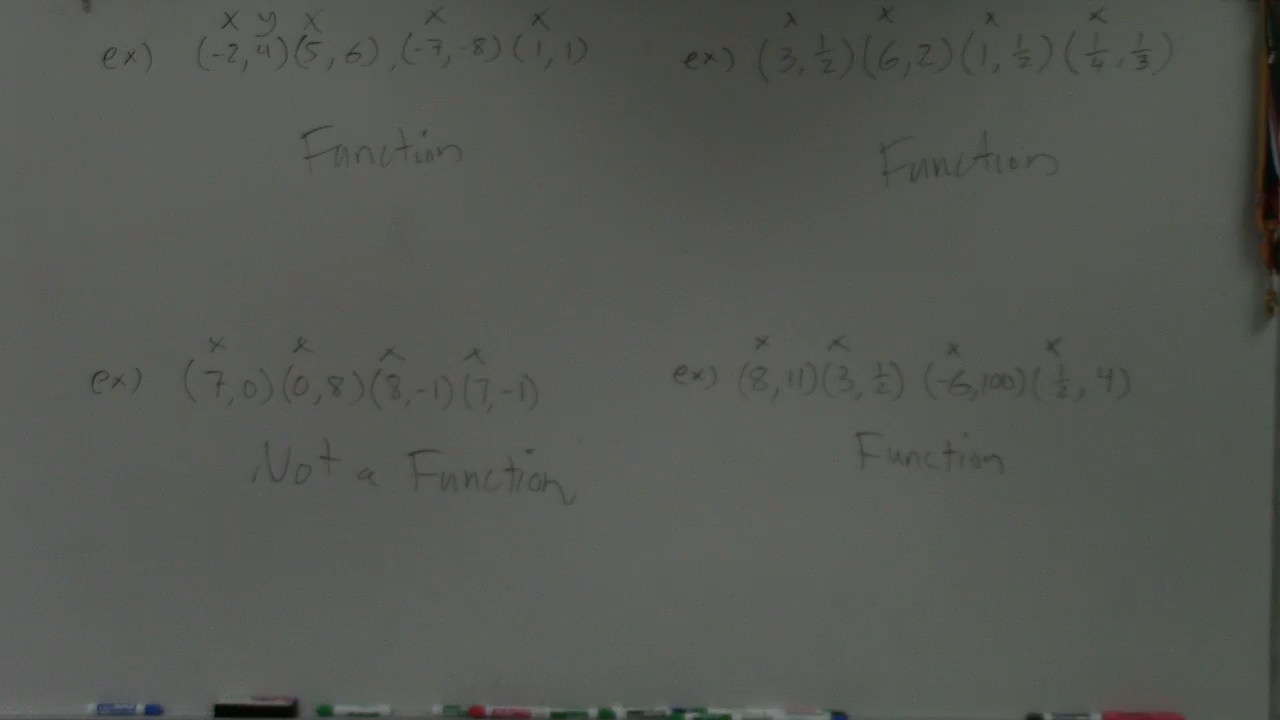 x y x x x
ex) (-2,4)(5,6),(-7,-8)(1,1)
Function
x x x x
ex) (3,1/2)(6,2)(1,1/2)(1/4,1/3)
Function
x x x x
ex) (7,0)(0,8)(8,-1)(7,-1)
Not a Function
x x x x
ex) (8,11)(3,1/2) (-6,100)(1/2,4)
Function